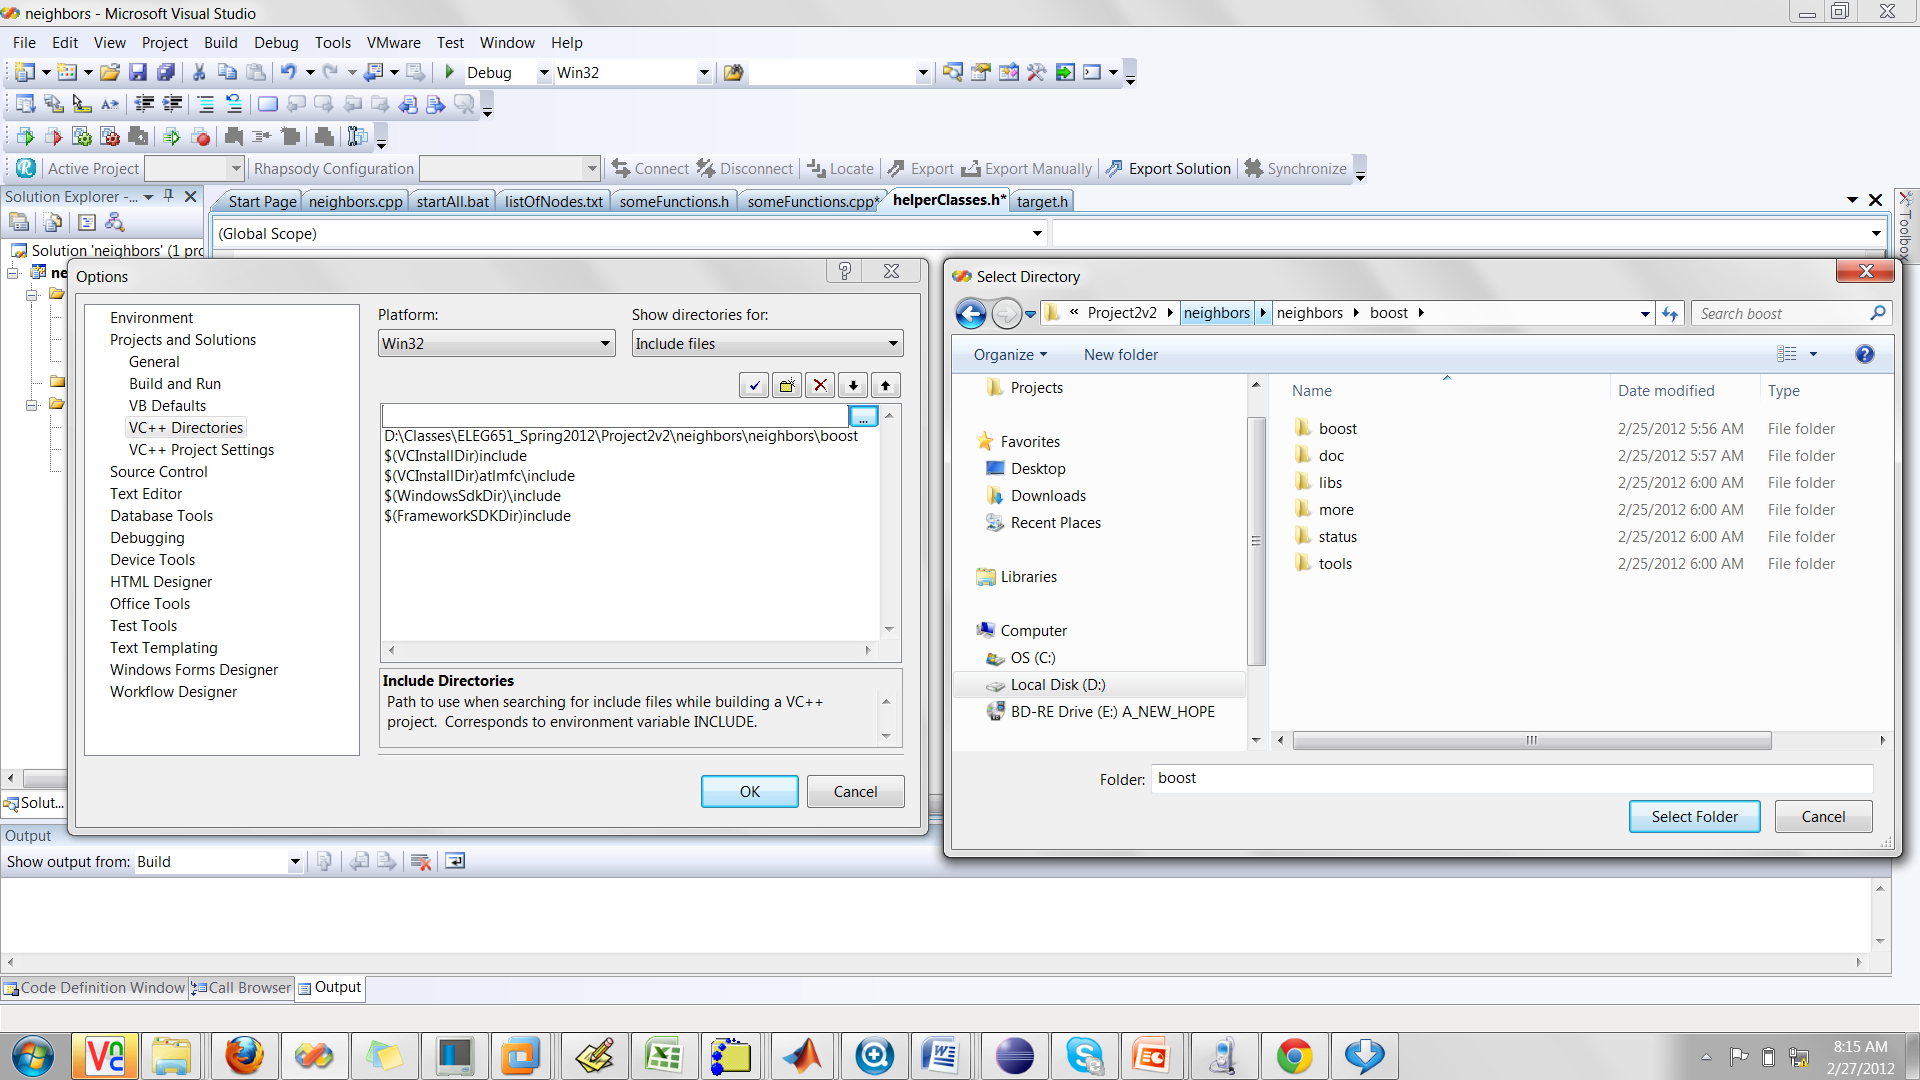 neighbors - Microsoft Visual Studio
File Edit View Project Build Debug Tools VMware Test Window Help
Debug Win32
Active Project Rhapsody Configuration Connect Disconnect Locate Export Export Manually Export Solution Synchronize
Solution Explorer -...
Start Page neighbors.cpp startAll.bat listOfNodes.txt someFunctions.h someFunctions.cpp* helperClasses.h* target.h
Toolbox
(Global Scope)
Solution 'neighbors' (1 pro
ne
Options
Environment
Projects and Solutions
General
Build and Run
VB Defaults
VC++ Directories
VC++ Project Settings
Source Control
Text Editor
Database Tools
Debugging
Device Tools
HTML Designer
Office Tools
Test Tools
Text Templating
Windows Forms Designer
Workflow Designer
Platform: Show directories for:
Win32 Include files
...
D:\Classes\ELEG651_Spring2012\Project2v2\neighbors\neighbors\boost
$(VCInstallDir)include
$(VCInstallDir)atlmfc\include
$(WindowsSdkDir)\include
$(FrameworkSDKDir)include
Include Directories
Path to use when searching for include files while building a VC++
project. Corresponds to environment variable INCLUDE.
OK Cancel
Select Directory
« Project2v2 neighbors neighbors boost Search boost
Organize New folder
Projects
Favorites
Desktop
Downloads
Recent Places
Libraries
Computer
OS (C:)
Local Disk (D:)
BD-RE Drive (E:) A_NEW_HOPE
Name Date modified Type
boost 2/25/2012 5:56 AM File folder
doc 2/25/2012 5:57 AM File folder
libs 2/25/2012 6:00 AM File folder
more 2/25/2012 6:00 AM File folder
status 2/25/2012 6:00 AM File folder
tools 2/25/2012 6:00 AM File folder
Folder: boost
Select Folder Cancel
Solut...
Output
Show output from: Build
Code Definition Window Call Browser Output
8:15 AM
2/27/2012